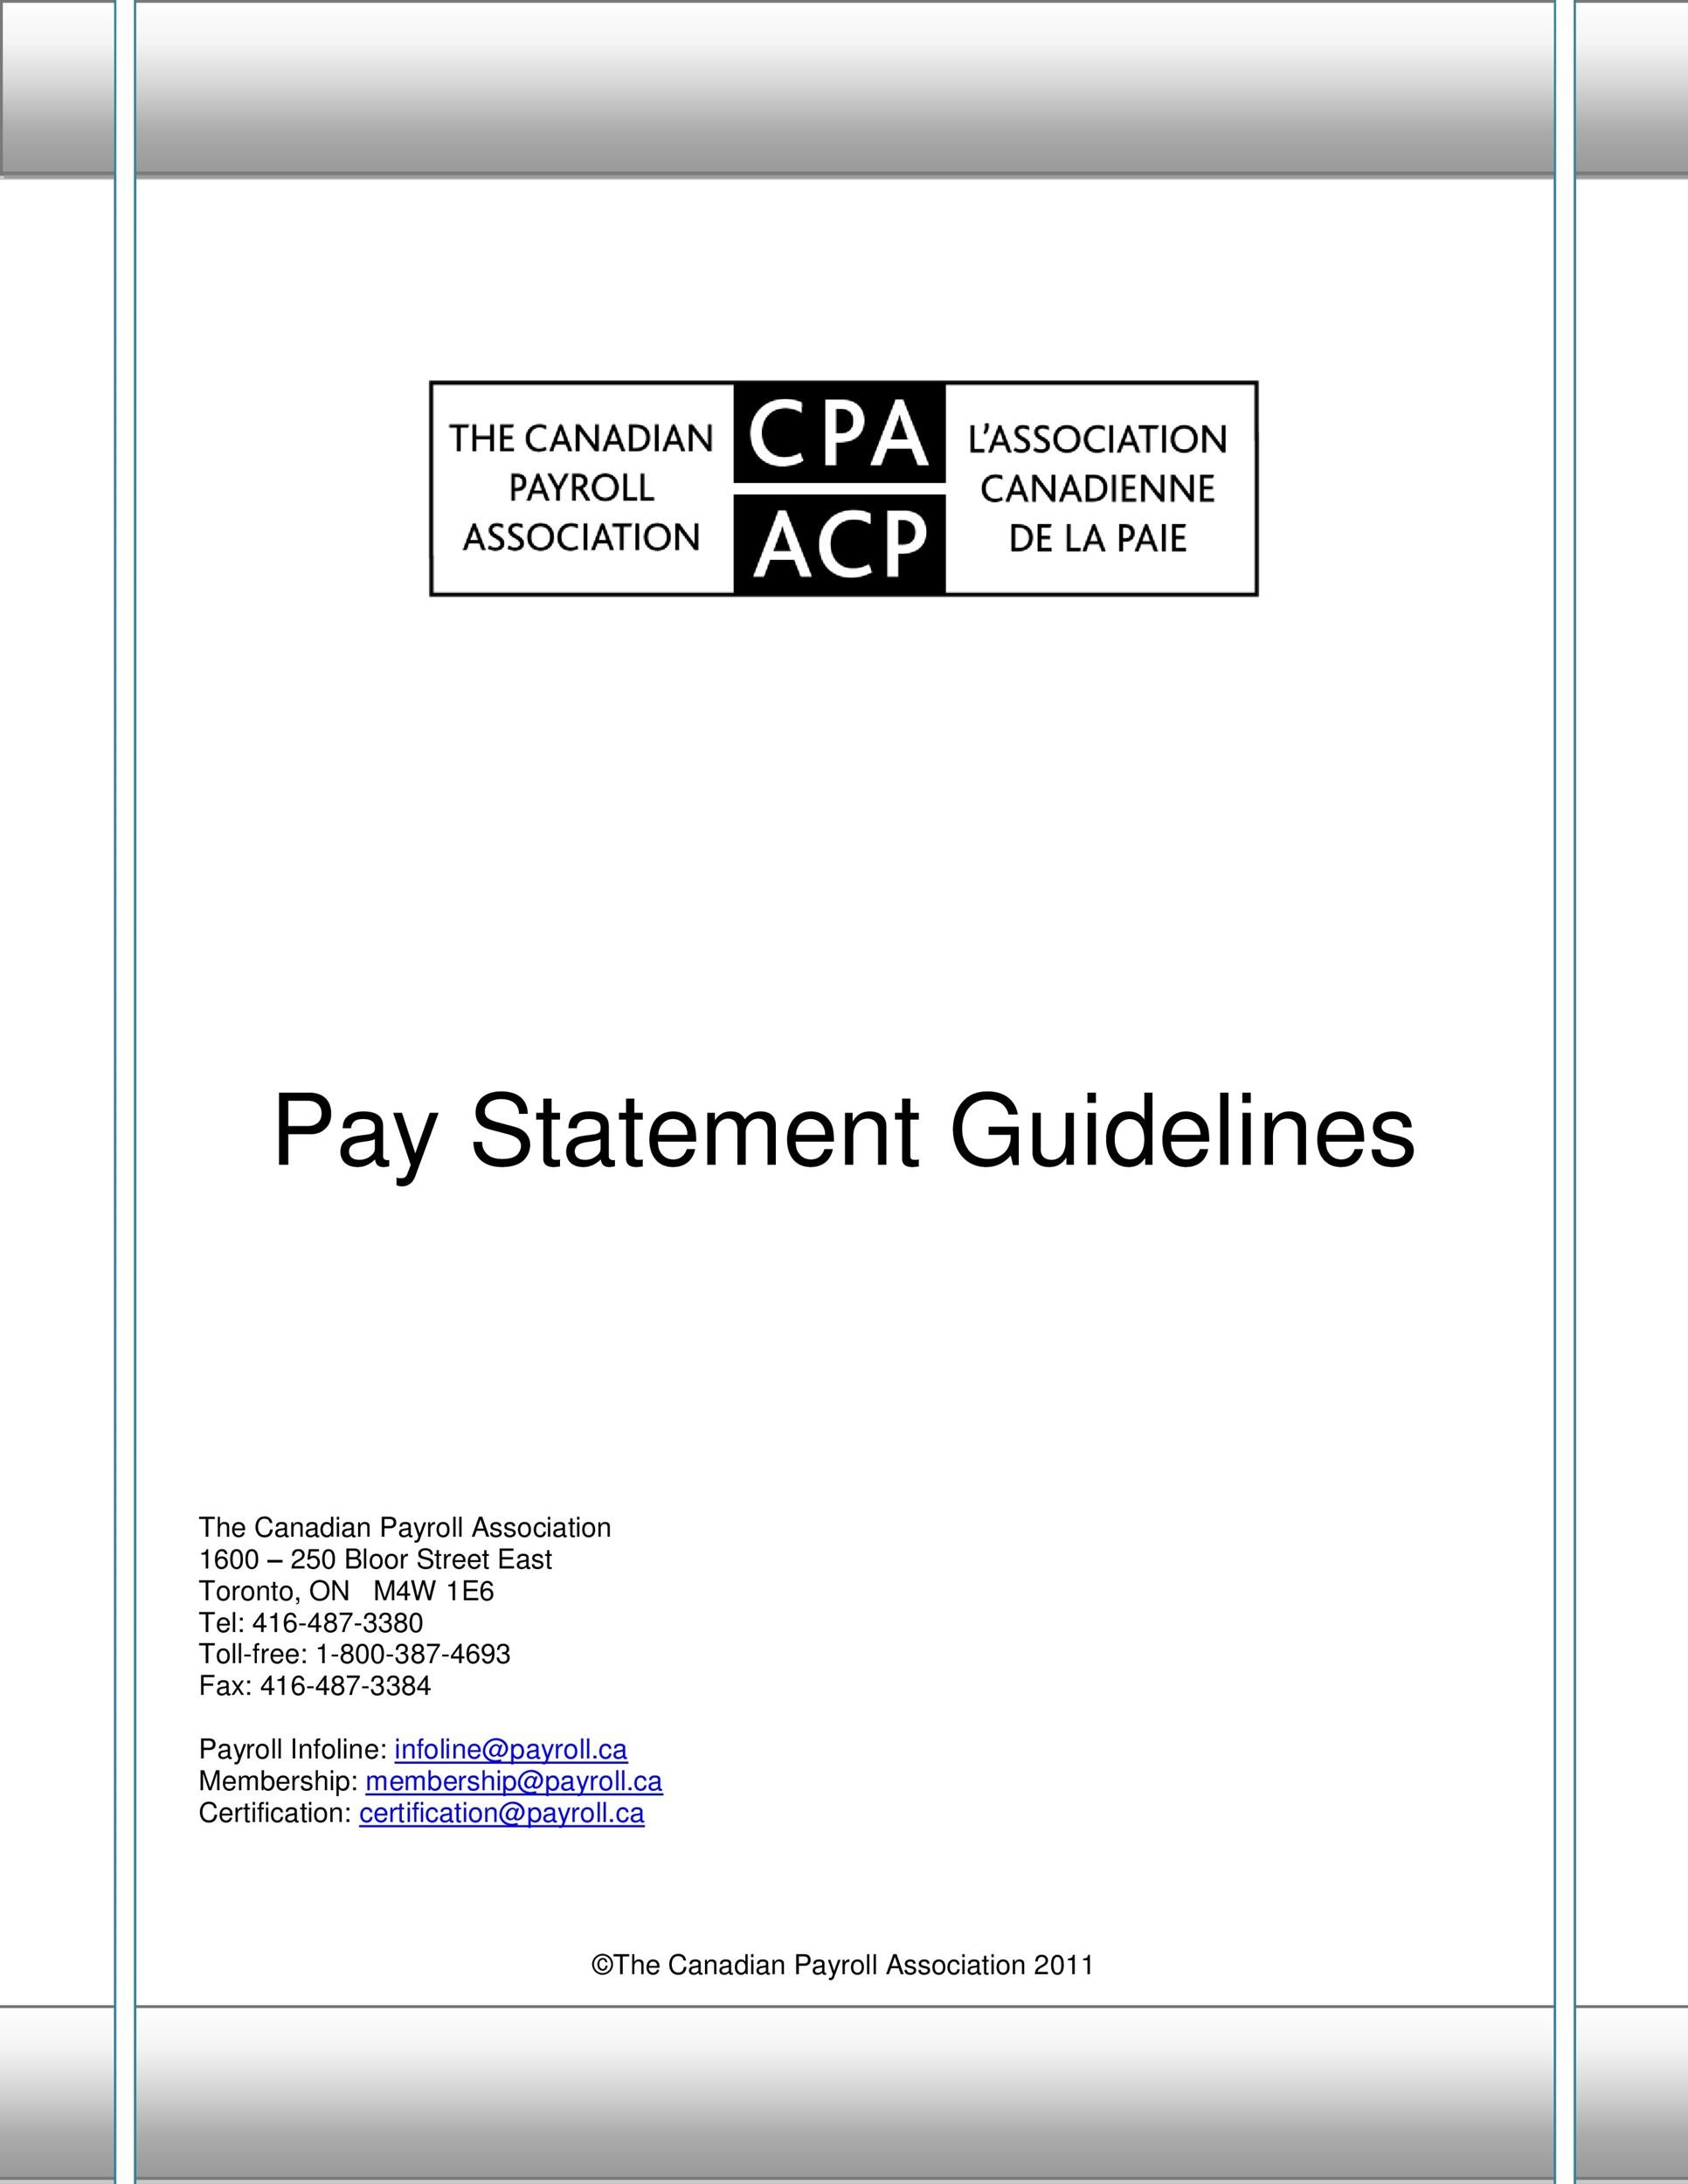 THE CANADIAN
PAYROLL
ASSOCIATION
CPA
ACP
L'ASSOCIATION
CANADIENNE
DE LA PAIE
Pay Statement Guidelines
The Canadian Payroll Association
1600 – 250 Bloor Street East
Toronto, ON   M4W 1E6
Tel: 416-487-3380
Toll-free: 1-800-387-4693
Fax: 416-487-3384
Payroll Infoline: infoline@payroll.ca
Membership: membership@payroll.ca
Certification: certification@payroll.ca
©The Canadian Payroll Association 2011